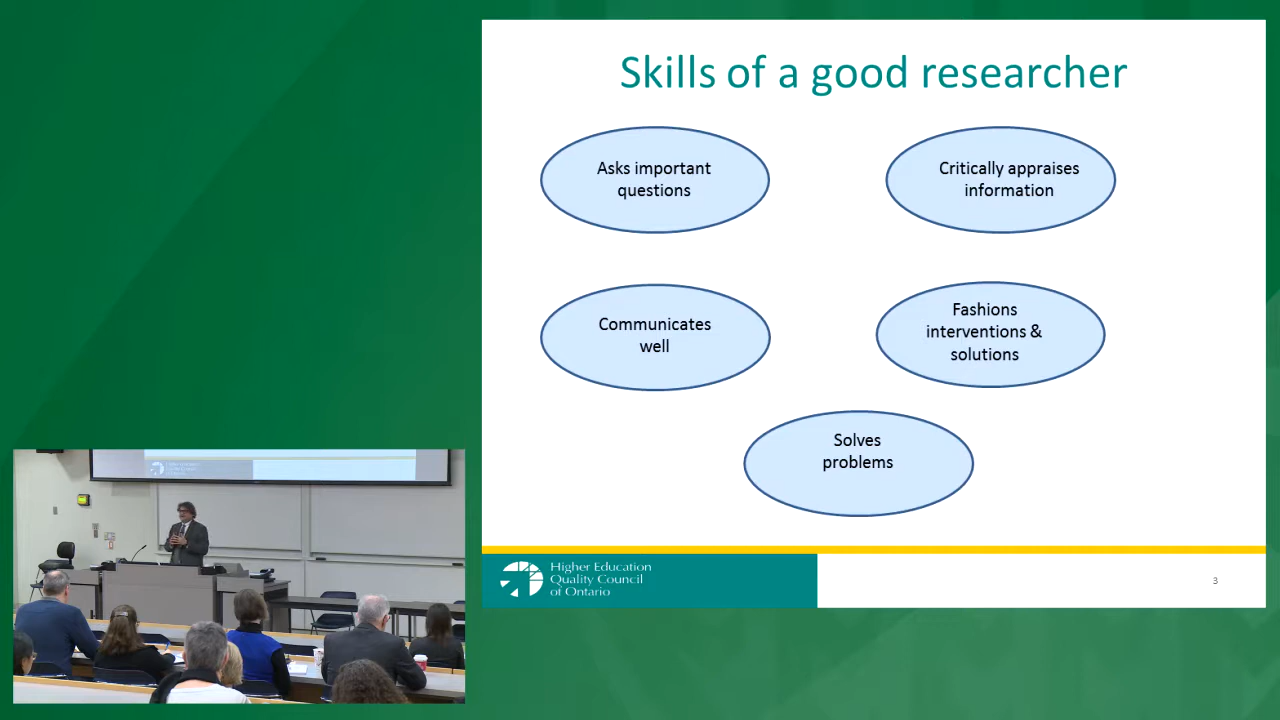 Skills of a good researcher
Asks important
questions
Critically appraises
information
Communicates
well
Fashions
interventions &
solutions
Solves
problems
Higher Education
Quality Council
of Ontario
3